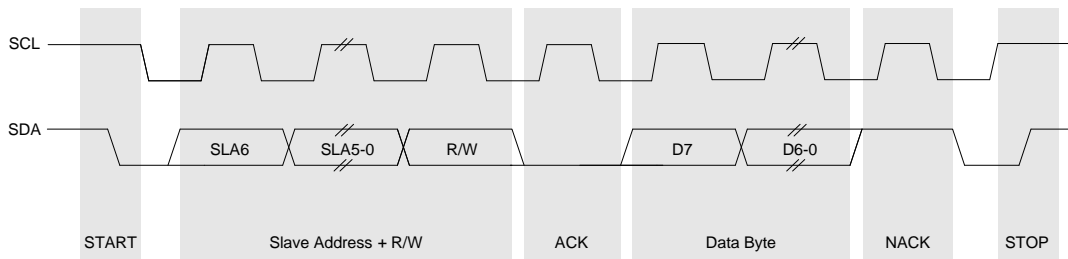 SCL
SDA
SLA6
SLA5-0
R/W
D7
D6-0
START
Slave Address + R/W
ACK
Data Byte
NACK
STOP